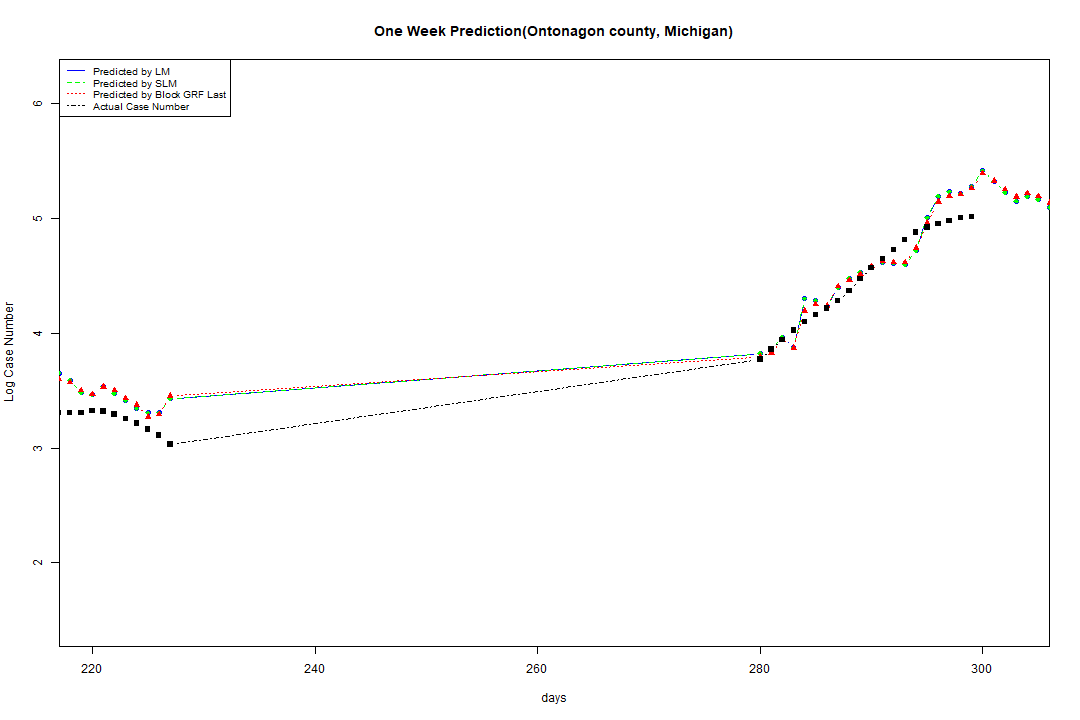 One Week Prediction(Ontonagon county, Michigan)
Predicted by LM
Predicted by SLM
Predicted by Block GRF Last
Actual Case Number
6
5
4
3
2
Log Case Number
220 240 260 280 300
days